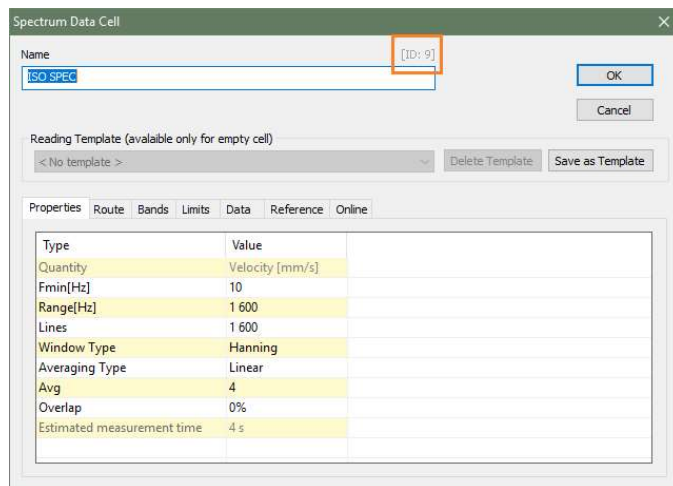 Spectrum Data Cell
Name [ID: 9]
ISO SPEC
OK
Cancel
Reading Template (avalaible only for empty cell)
< No template > Delete Template Save as Template
Properties Route Bands Limits Data Reference Online
Type Value
Quantity Velocity [mm/s]
Fmin[Hz] 10
Range[Hz] 1 600
Lines 1 600
Window Type Hanning
Averaging Type Linear
Avg 4
Overlap 0%
Estimated measurement time 4 s